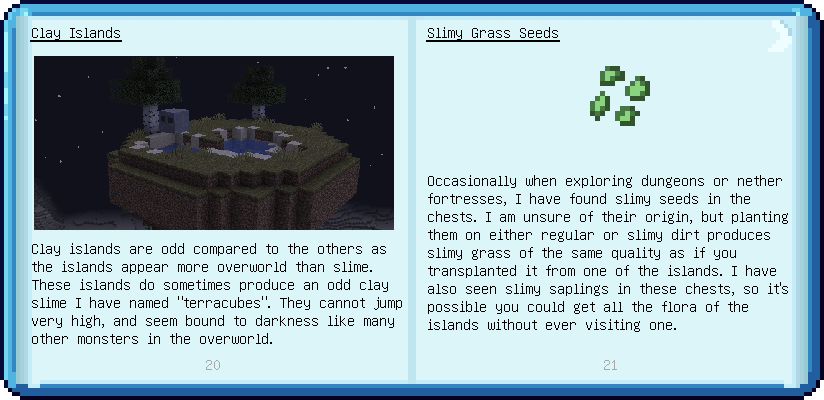 Clay Islands
Clay islands are odd compared to the others as
the islands appear more overworld than slime.
These islands do sometimes produce an odd clay
slime I have named "terracubes". They cannot jump
very high, and seem bound to darkness like many
other monsters in the overworld.
20
Slimy Grass Seeds
Occasionally when exploring dungeons or nether
fortresses, I have found slimy seeds in the
chests. I am unsure of their origin, but planting
them on either regular or slimy dirt produces
slimy grass of the same quality as if you
transplanted it from one of the islands. I have
also seen slimy saplings in these chests, so it's
possible you could get all the flora of the
islands without ever visiting one.
21